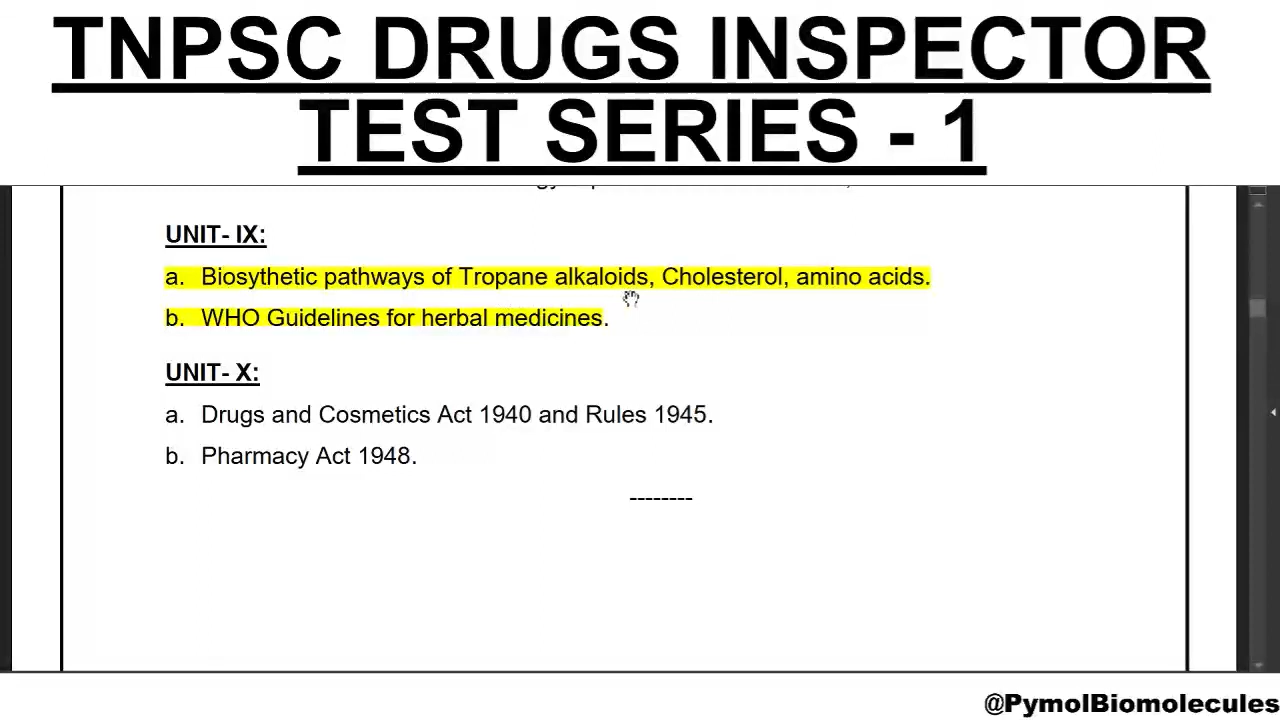 TNPSC DRUGS INSPECTOR
TEST SERIES - 1
UNIT- IX:
a. Biosythetic pathways of Tropane alkaloids, Cholesterol, amino acids.
b. WHO Guidelines for herbal medicines.
UNIT- X:
a. Drugs and Cosmetics Act 1940 and Rules 1945.
b. Pharmacy Act 1948.
--------
@PymolBiomolecules